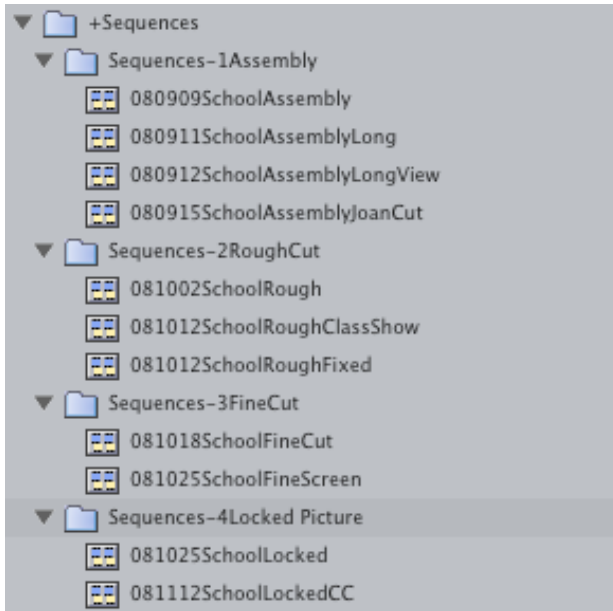 +Sequences
Sequences-1Assembly
080909SchoolAssembly
080911SchoolAssemblyLong
080912SchoolAssemblyLongView
080915SchoolAssemblyJoanCut
Sequences-2RoughCut
081002SchoolRough
081012SchoolRoughClassShow
081012SchoolRoughFixed
Sequences-3FineCut
081018SchoolFineCut
081025SchoolFineScreen
Sequences-4Locked Picture
081025SchoolLocked
081112SchoolLockedCC